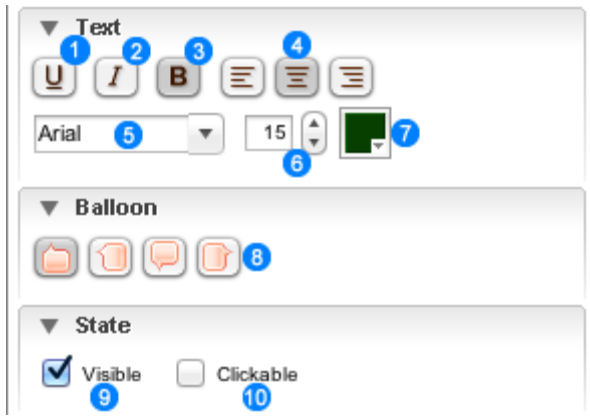 Text
1 2 3 4
U I B
Arial 5 15 7
6
Balloon
8
State
Visible Clickable
9 10